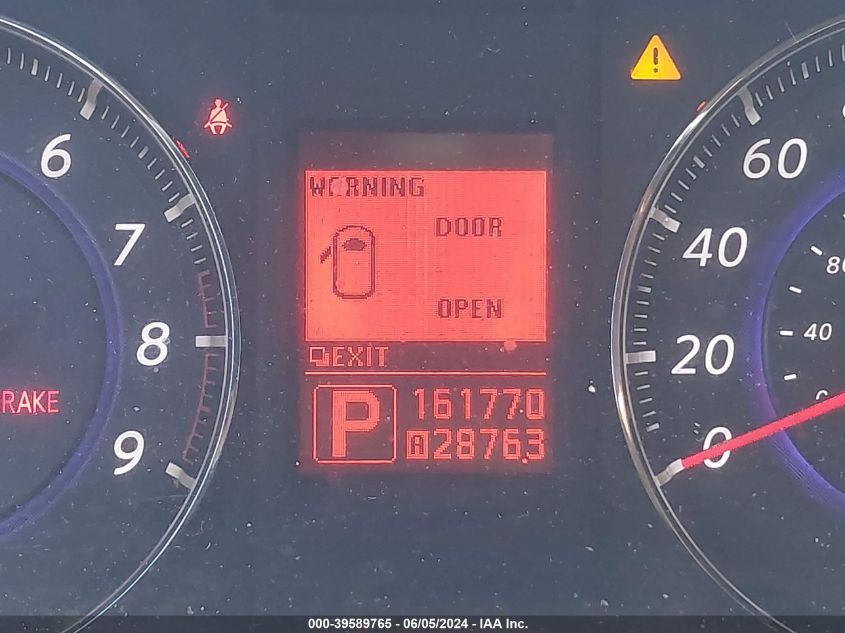 6
7
8
9
RAKE
WARNING
DOOR
OPEN
EXIT
P
161770
A 28763
60
40
20
0
80
40
000-39589765 - 06/05/2024 - IAA Inc.